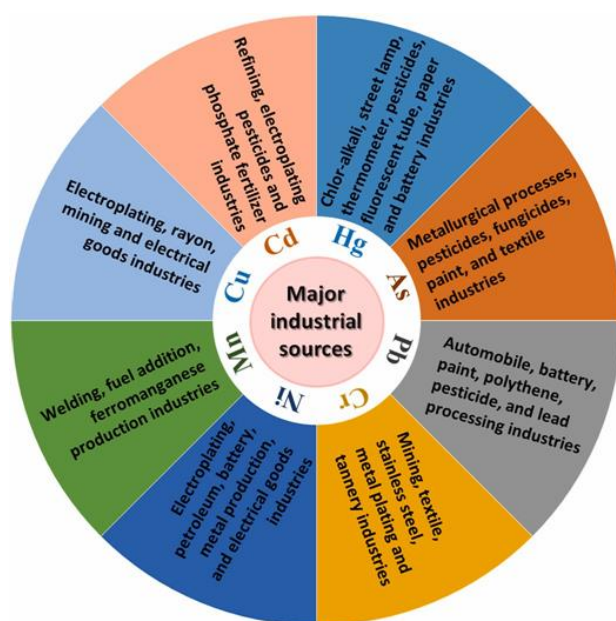 Major
industrial
sources
Hg
Chlor-alkali, street lamp,
thermometer, pesticides,
fluorescent tube, paper
and battery industries
As
Metallurgical processes,
pesticides, fungicides,
paint, and textile
industries
Pb
Automobile, battery,
paint, polythene,
pesticide, and lead
processing industries
Cr
Mining, textile,
stainless steel,
metal plating and
tannery industries
Ni
Electroplating,
petroleum, battery,
metal production,
and electrical goods
industries
Mn
Welding, fuel addition,
ferromanganese
production industries
Cu
Electroplating, rayon,
mining and electrical
goods industries
Cd
Refining, electroplating
pesticides and
phosphate fertilizer
industries